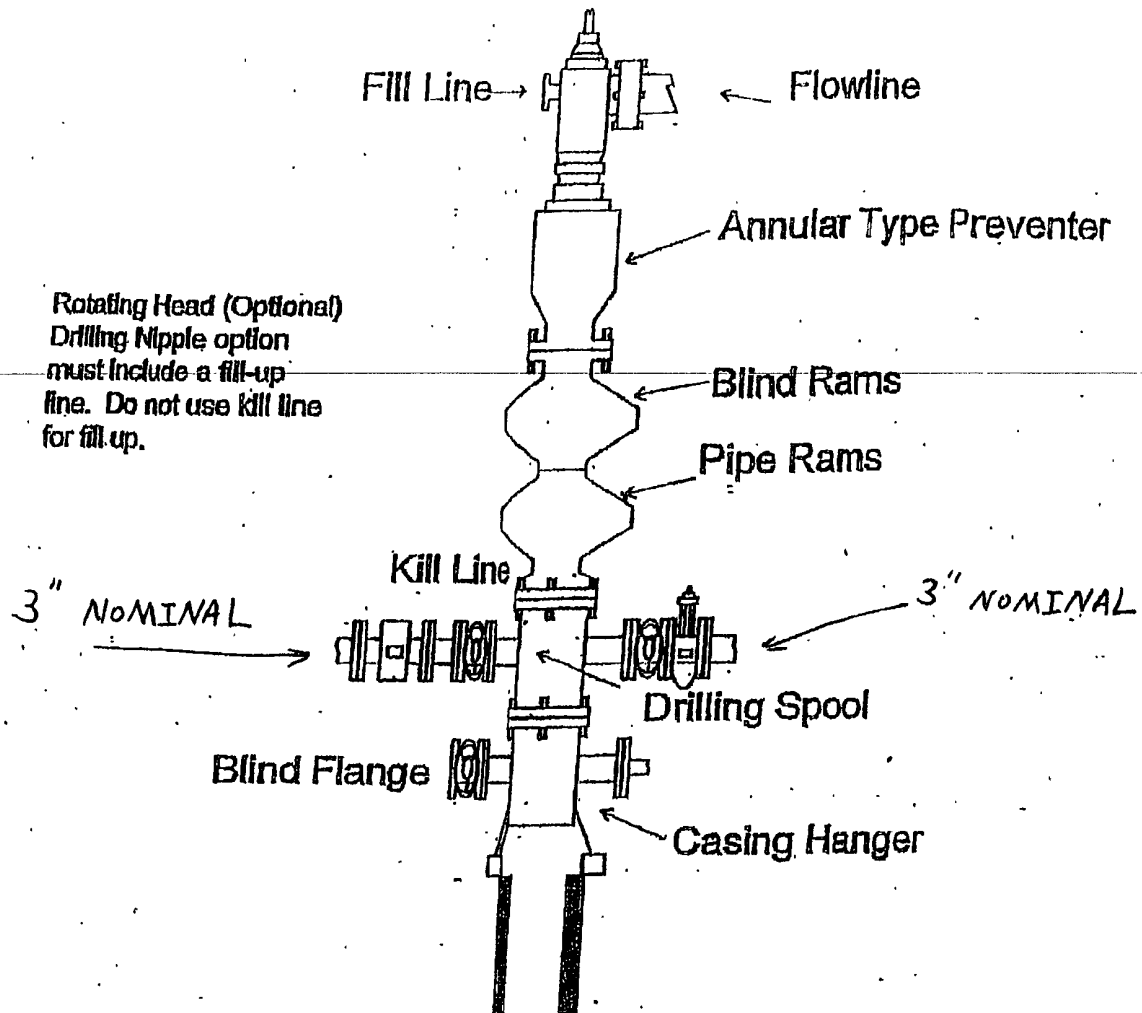 Fill Line
Flowline
Annular Type Preventer
Rotating Head (Optional)
Drilling Nipple option
must include a fill-up
line. Do not use kill line
for fill up.
Blind Rams
Pipe Rams
Kill Line
3" NOMINAL
3" NOMINAL
Drilling Spool
Blind Flange
Casing Hanger